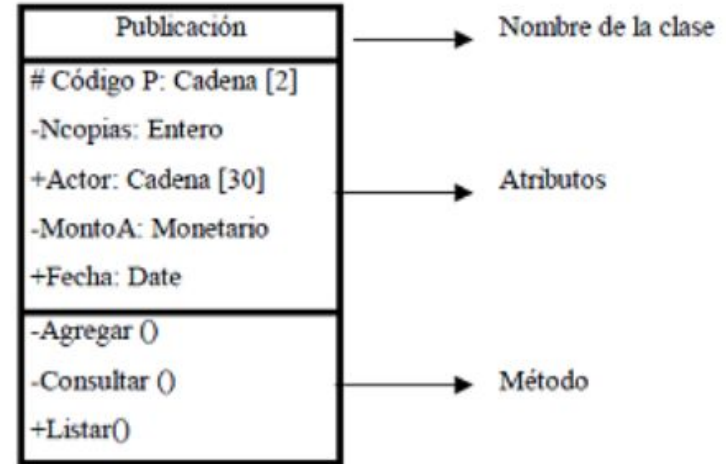 Publicación
Nombre de la clase
# Código P: Cadena [2]
-Ncopias: Entero
+Actor: Cadena [30]
Atributos
-MontoA: Monetario
+Fecha: Date
-Agregar ()
-Consultar ()
Método
+Listar()